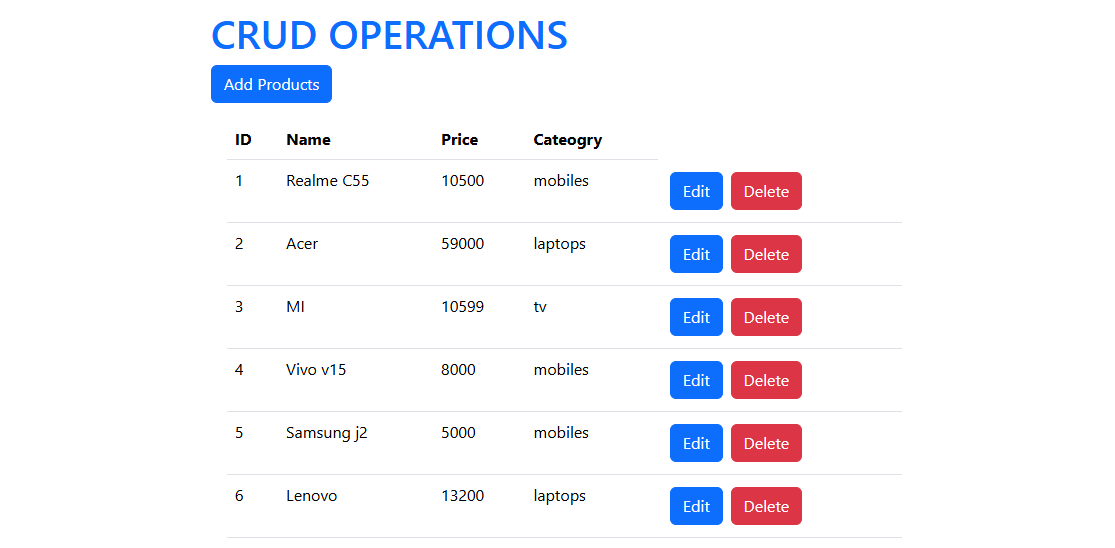 CRUD OPERATIONS
Add Products
ID Name Price Cateogry
1 Realme C55 10500 mobiles Edit Delete
2 Acer 59000 laptops Edit Delete
3 MI 10599 tv Edit Delete
4 Vivo v15 8000 mobiles Edit Delete
5 Samsung j2 5000 mobiles Edit Delete
6 Lenovo 13200 laptops Edit Delete